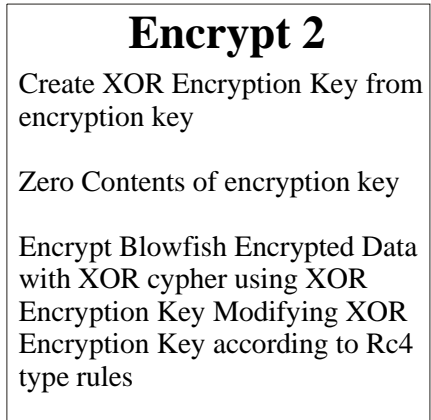 Encrypt 2
Create XOR Encryption Key from
encryption key
Zero Contents of encryption key
Encrypt Blowfish Encrypted Data
with XOR cypher using XOR
Encryption Key Modifying XOR
Encryption Key according to Rc4
type rules